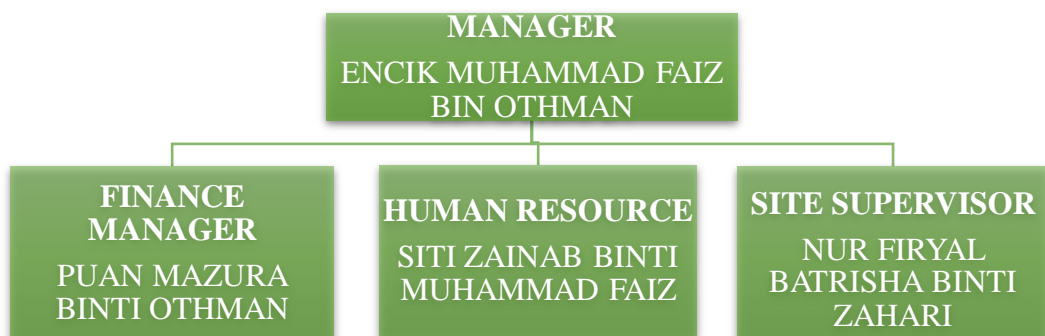 MANAGER
ENCIK MUHAMMAD FAIZ
BIN OTHMAN
FINANCE
MANAGER
PUAN MAZURA
BINTI OTHMAN
HUMAN RESOURCE
SITI ZAINAB BINTI
MUHAMMAD FAIZ
SITE SUPERVISOR
NUR FIRYAL
BATRISHA BINTI
ZAHARI